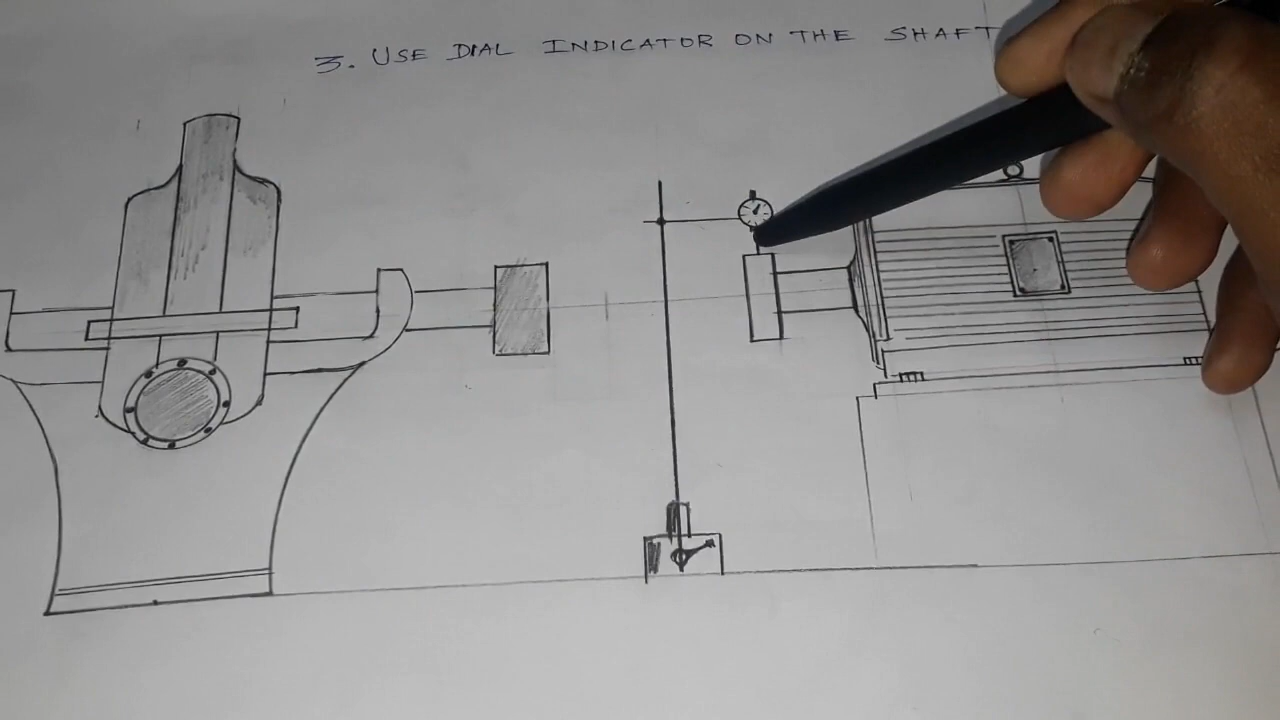 3. USE DIAL INDICATOR ON THE SHAFT